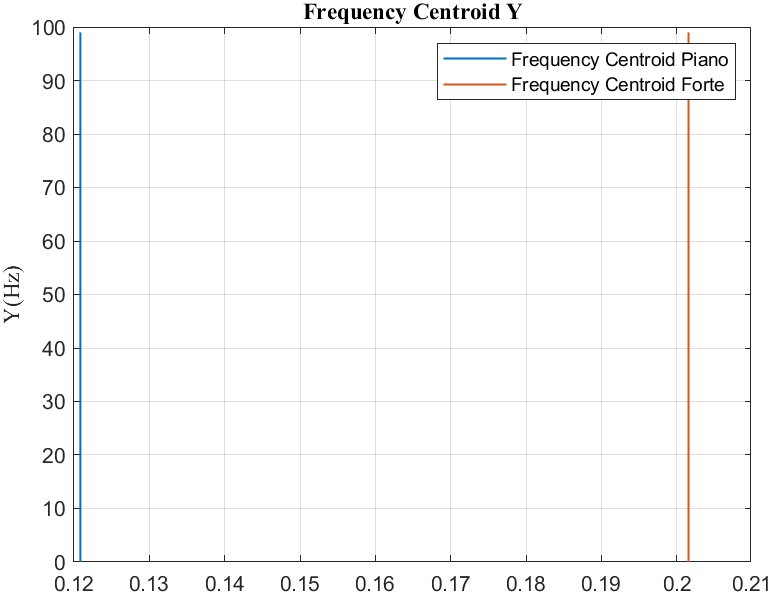 Frequency Centroid Y
Frequency Centroid Piano
Frequency Centroid Forte
Y(Hz)
100
90
80
70
60
50
40
30
20
10
0
0.12 0.13 0.14 0.15 0.16 0.17 0.18 0.19 0.2 0.21